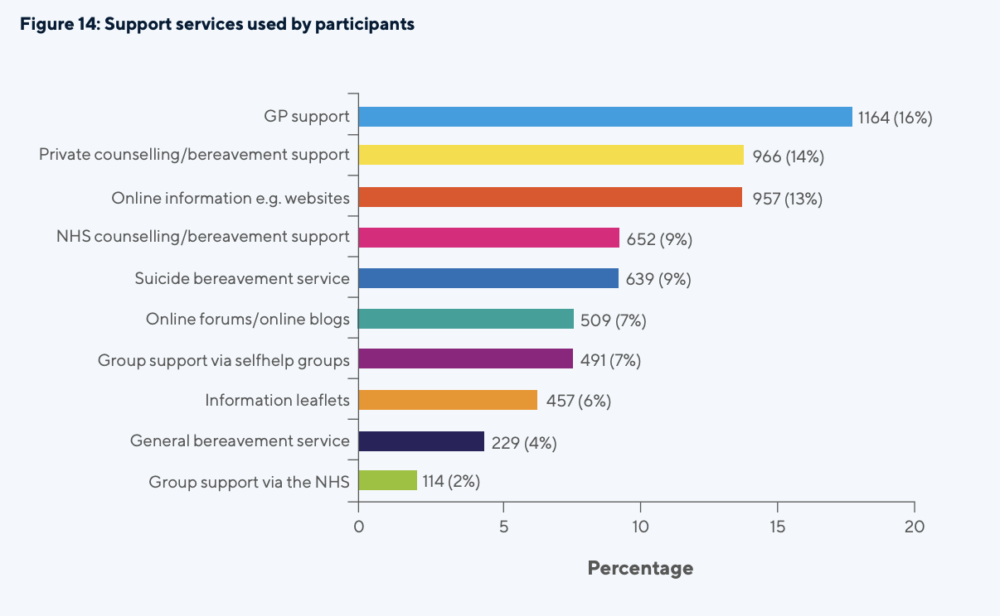 Figure 14: Support services used by participants
GP support 1164 (16%)
Private counselling/bereavement support 966 (14%)
Online information e.g. websites 957 (13%)
NHS counselling/bereavement support 652 (9%)
Suicide bereavement service 639 (9%)
Online forums/online blogs 509 (7%)
Group support via selfhelp groups 491 (7%)
Information leaflets 457 (6%)
General bereavement service 229 (4%)
Group support via the NHS 114 (2%)
0 5 10 15 20
Percentage